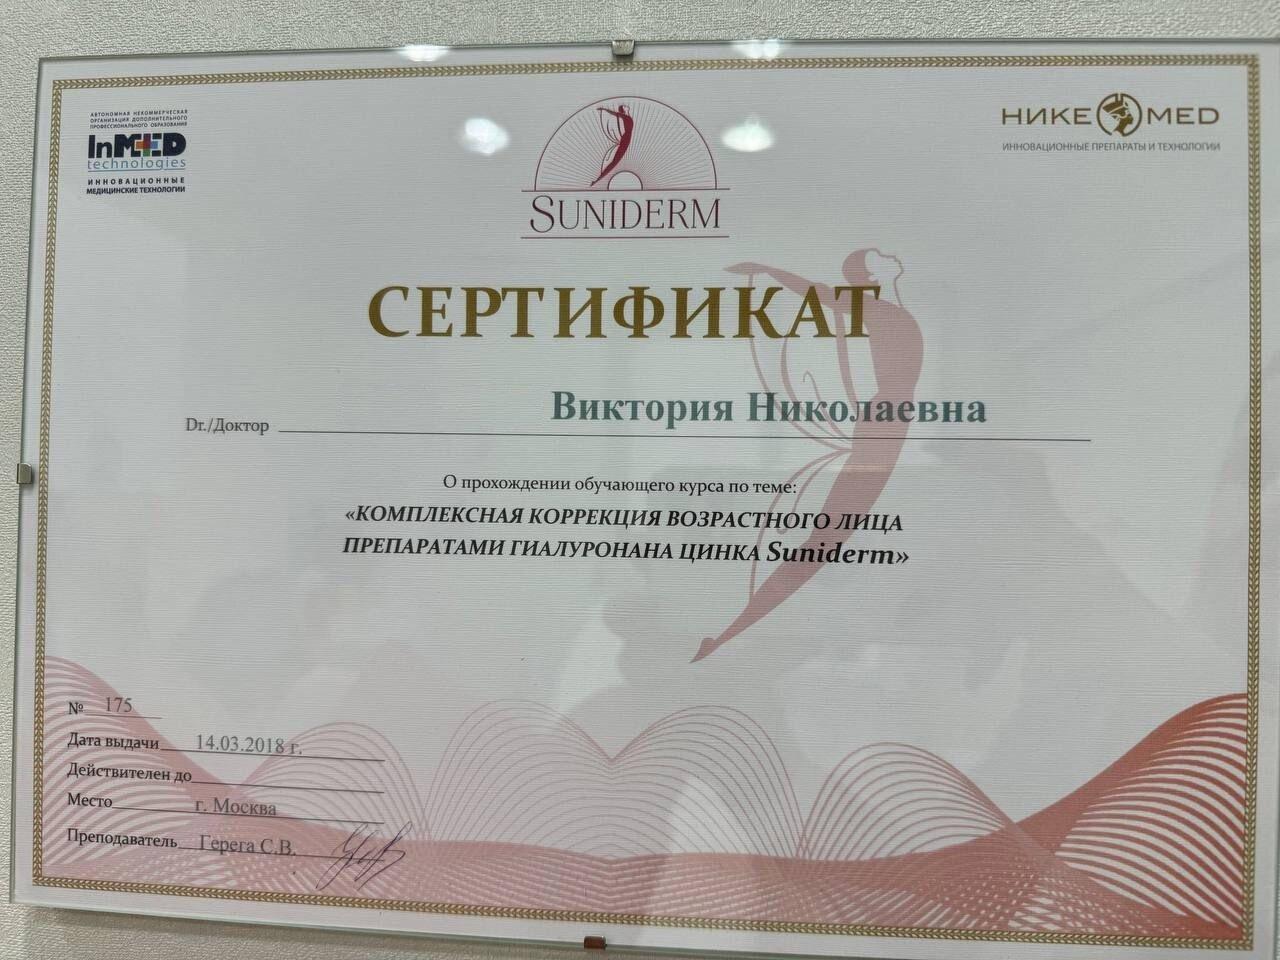 АВТОНОМНАЯ НЕКОММЕРЧЕСКАЯ
ОРГАНИЗАЦИЯ ДОПОЛНИТЕЛЬНОГО
ПРОФЕССИОНАЛЬНОГО ОБРАЗОВАНИЯ
InMED
technologies
ИННОВАЦИОННЫЕ
МЕДИЦИНСКИЕ ТЕХНОЛОГИИ
SUNIDERM
НИКЕ MED
ИННОВАЦИОННЫЕ ПРЕПАРАТЫ И ТЕХНОЛОГИИ
СЕРТИФИКАТ
Dr./Доктор Виктория Николаевна
О прохождении обучающего курса по теме:
«КОМПЛЕКСНАЯ КОРРЕКЦИЯ ВОЗРАСТНОГО ЛИЦА
ПРЕПАРАТАМИ ГИАЛУРОНАНА ЦИНКА Suniderm»
№ 175
Дата выдачи 14.03.2018 г.
Действителен до
Место г. Москва
Преподаватель Герега С.В.